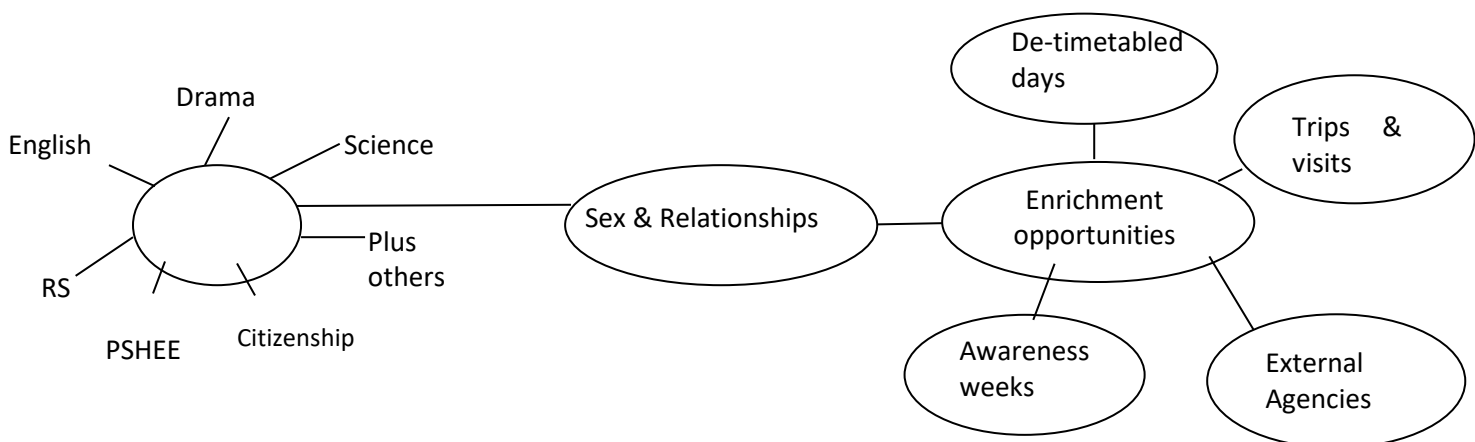 De-timetabled
days
Drama
English
Science
Trips &
visits
Sex & Relationships
Enrichment
opportunities
Plus
others
RS
PSHEE
Citizenship
Awareness
weeks
External
Agencies